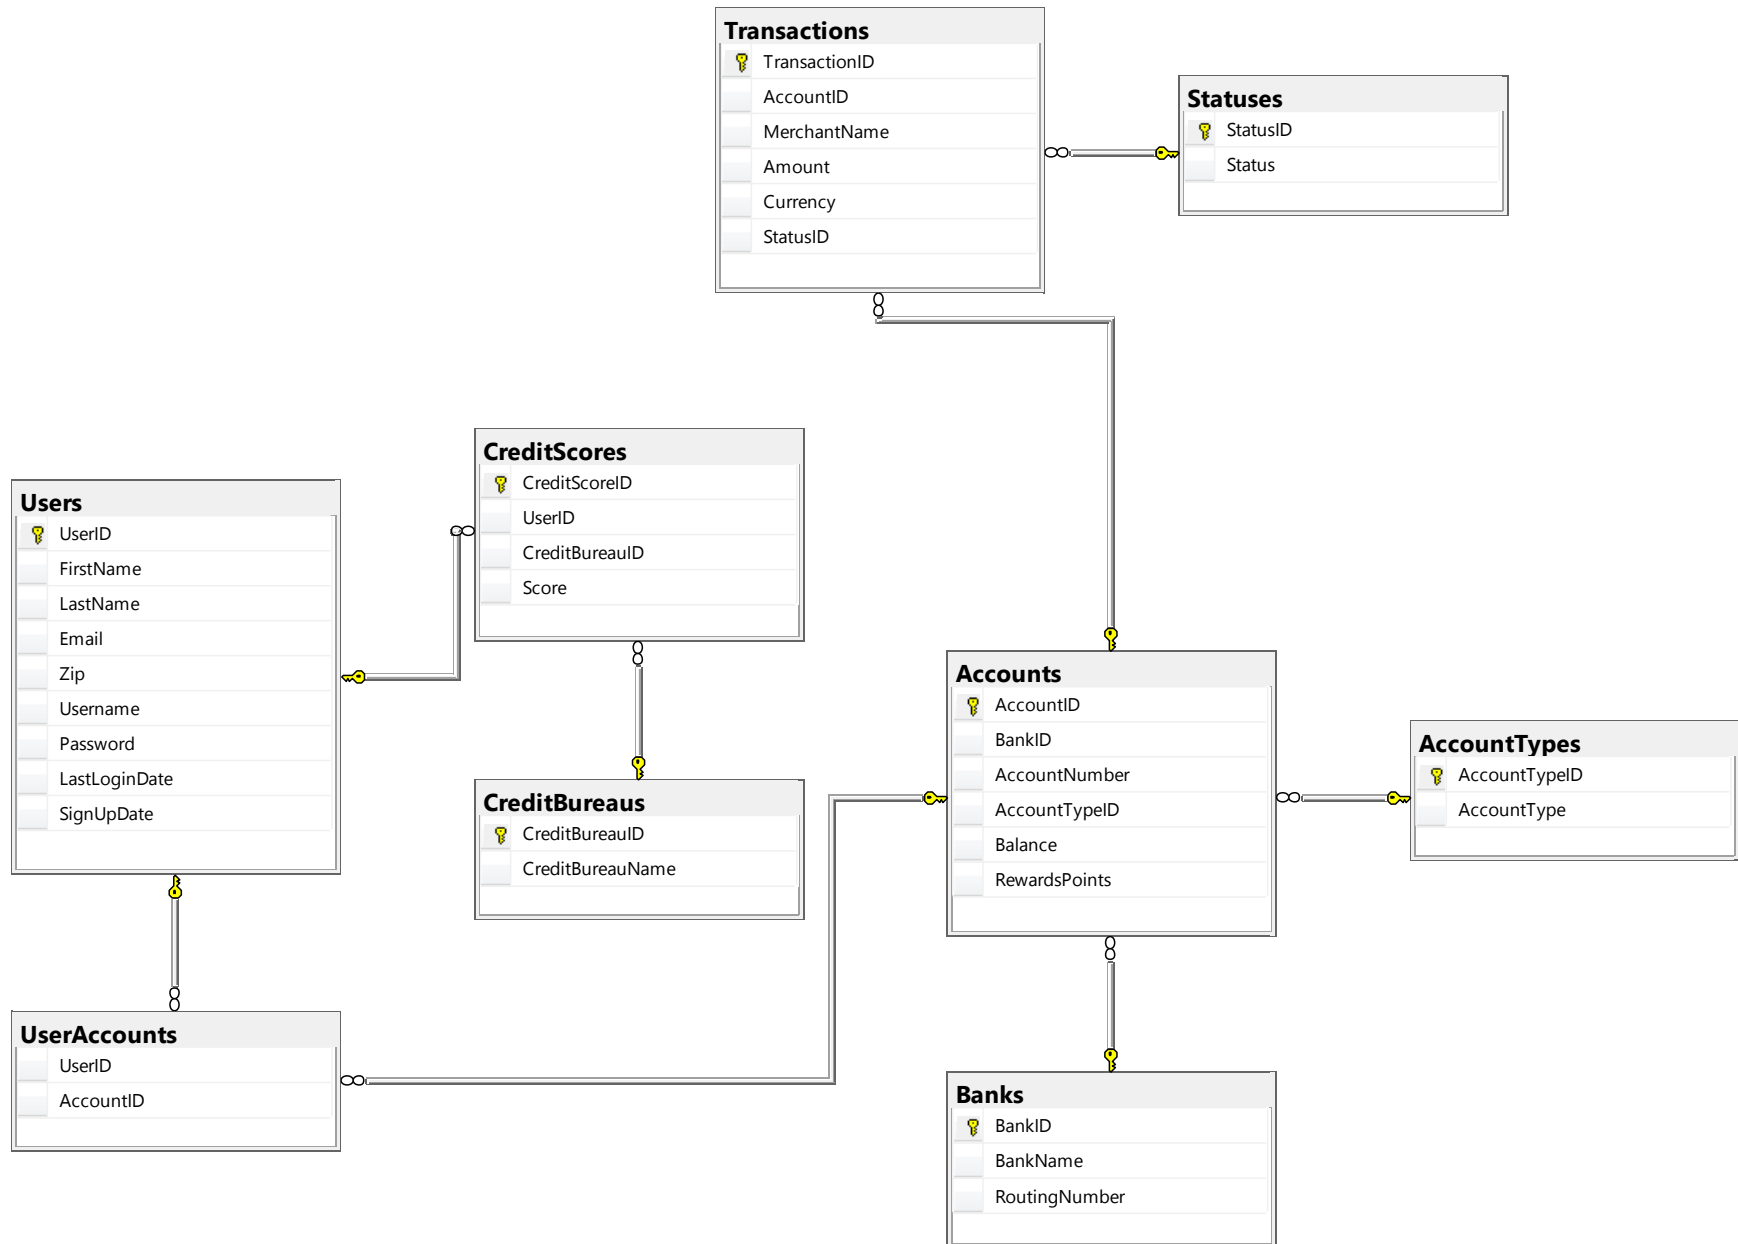 Transactions
TransactionID
AccountID
MerchantName
Amount
Currency
StatusID
Statuses
StatusID
Status
CreditScores
CreditScoreID
UserID
CreditBureauID
Score
Users
UserID
FirstName
LastName
Email
Zip
Username
Password
LastLoginDate
SignUpDate
Accounts
AccountID
BankID
AccountNumber
AccountTypeID
Balance
RewardsPoints
AccountTypes
AccountTypeID
AccountType
CreditBureaus
CreditBureauID
CreditBureauName
UserAccounts
UserID
AccountID
Banks
BankID
BankName
RoutingNumber